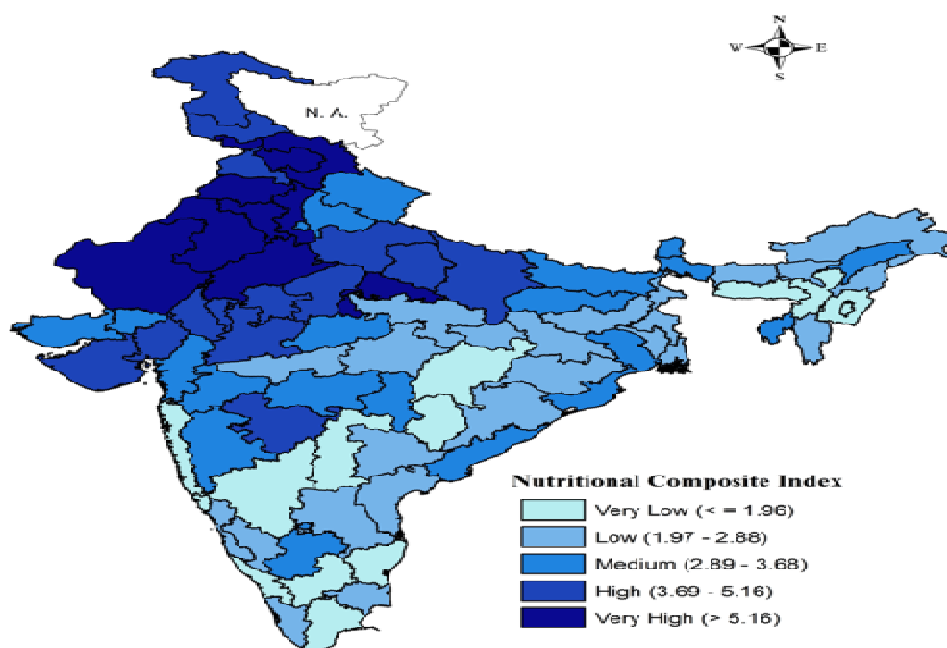 N
W E
S
N. A.
Nutritional Composite Index
Very Low (< = 1.96)
Low (1.97 - 2.88)
Medium (2.89 - 3.68)
High (3.69 - 5.16)
Very High (> 5.16)